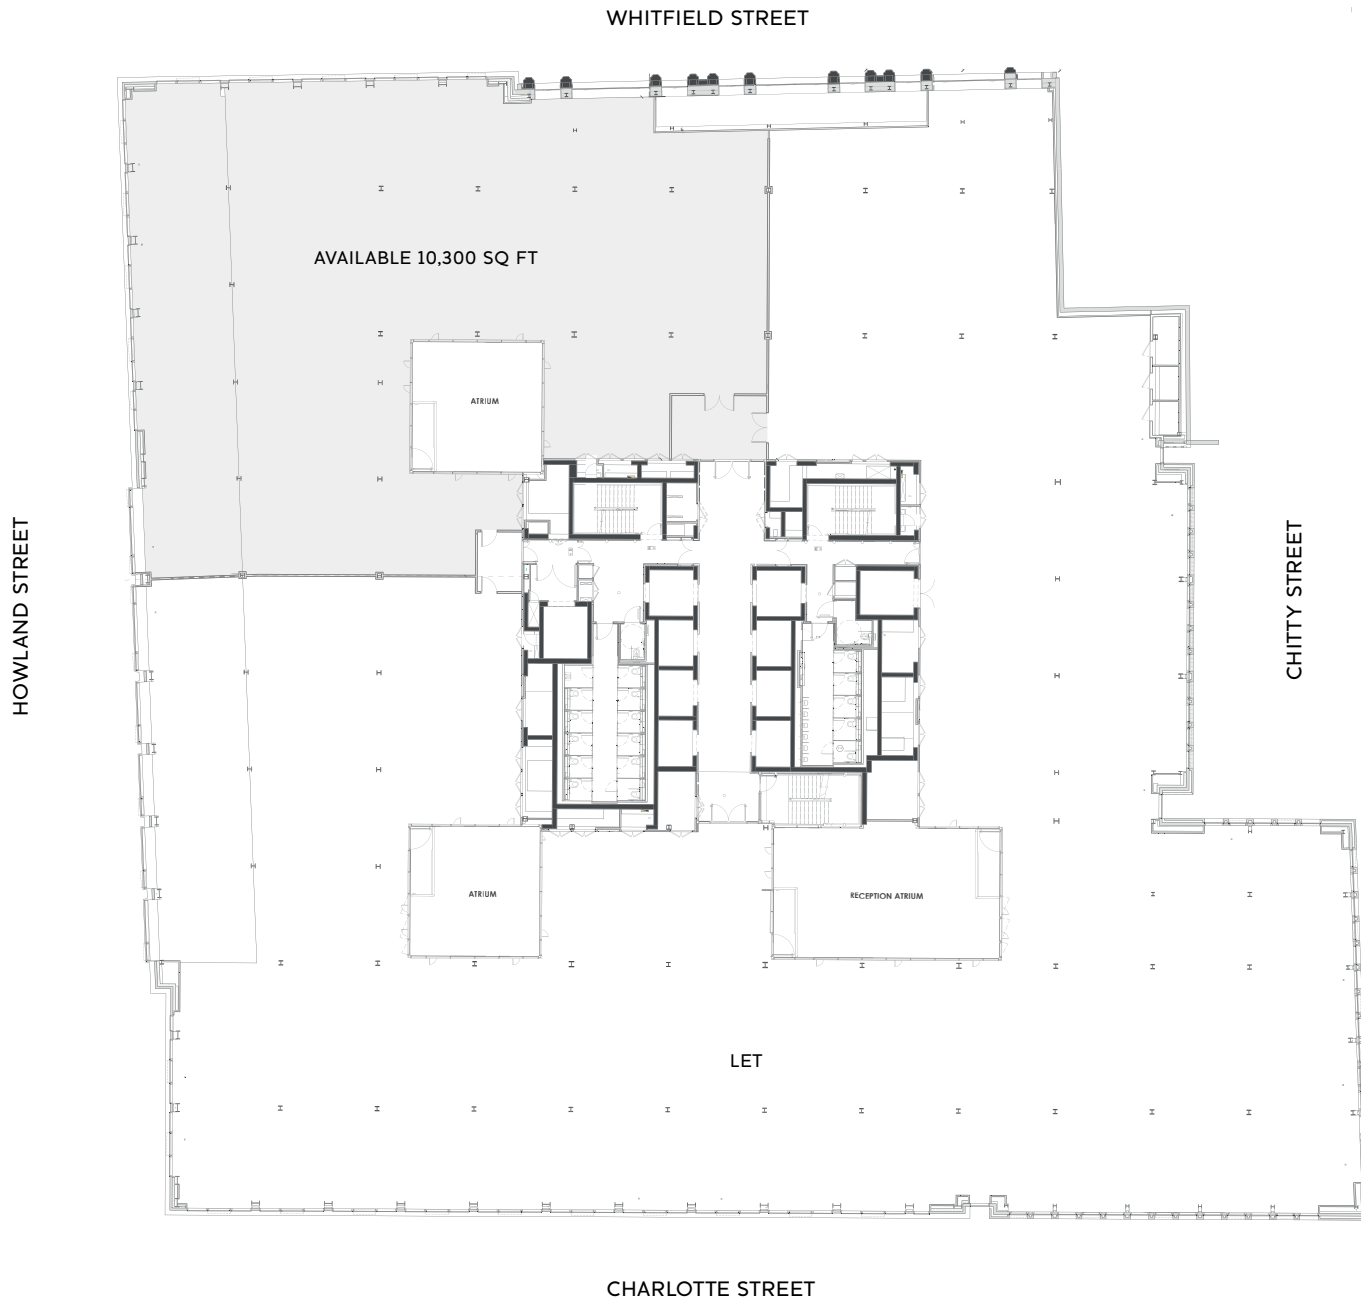 WHITFIELD STREET
AVAILABLE 10,300 SQ FT
ATRIUM
HOWLAND STREET
CHITTY STREET
ATRIUM
RECEPTION ATRIUM
LET
CHARLOTTE STREET